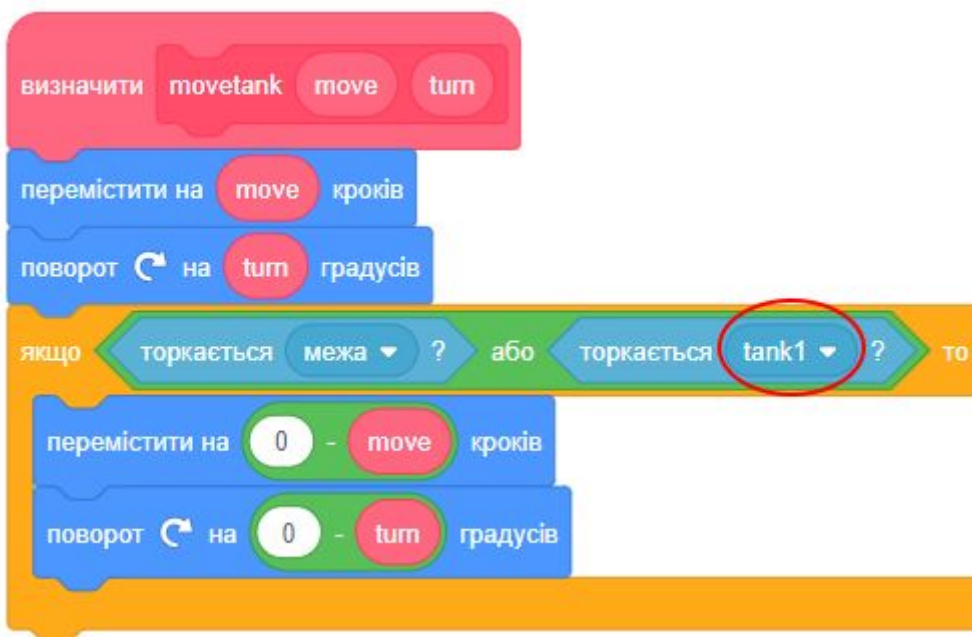 визначити movetank move turn
перемістити на move кроків
поворот на turn градусів
якщо торкається межа ? або торкається tank1 ? то
перемістити на 0 - move кроків
поворот на 0 - turn градусів